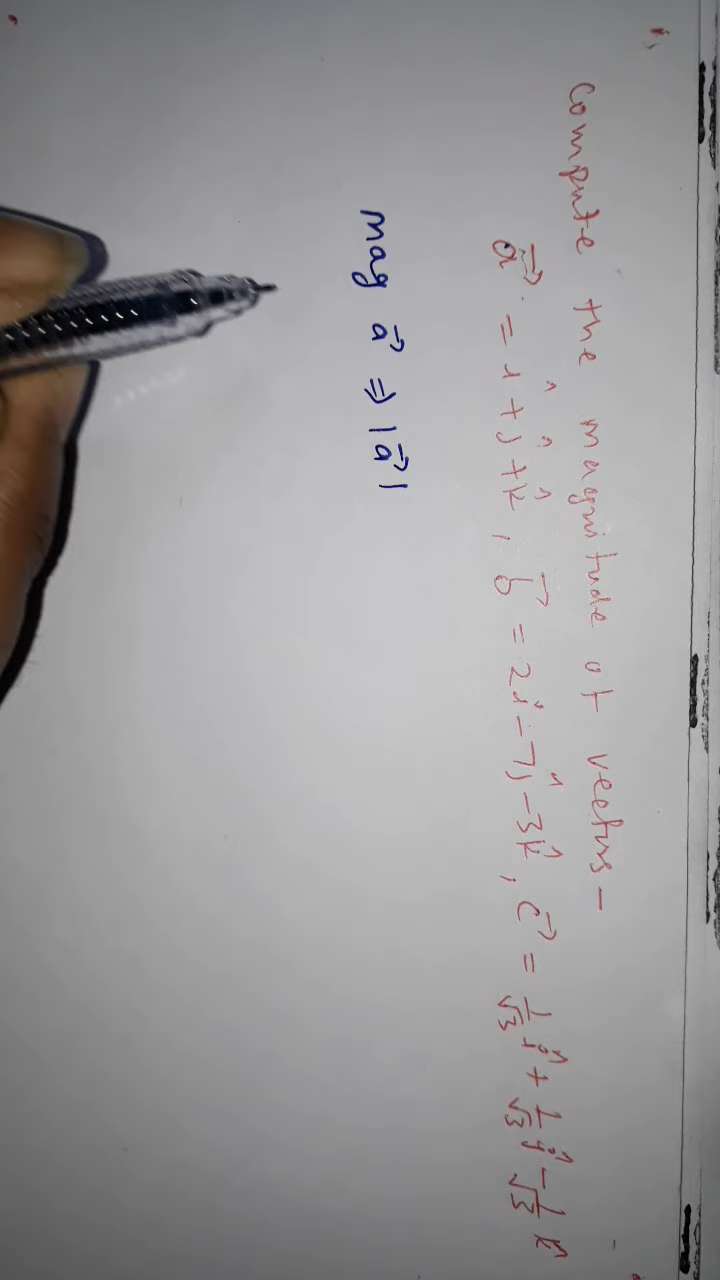 Compute the magnitude of vectors -
a⃗ = î + ĵ + k̂, b⃗ = 2î - 7ĵ - 3k̂, c⃗ = 1/√3 î + 1/√3 ĵ - 1/√3 k̂
mag a⃗ ⇒ |a⃗|